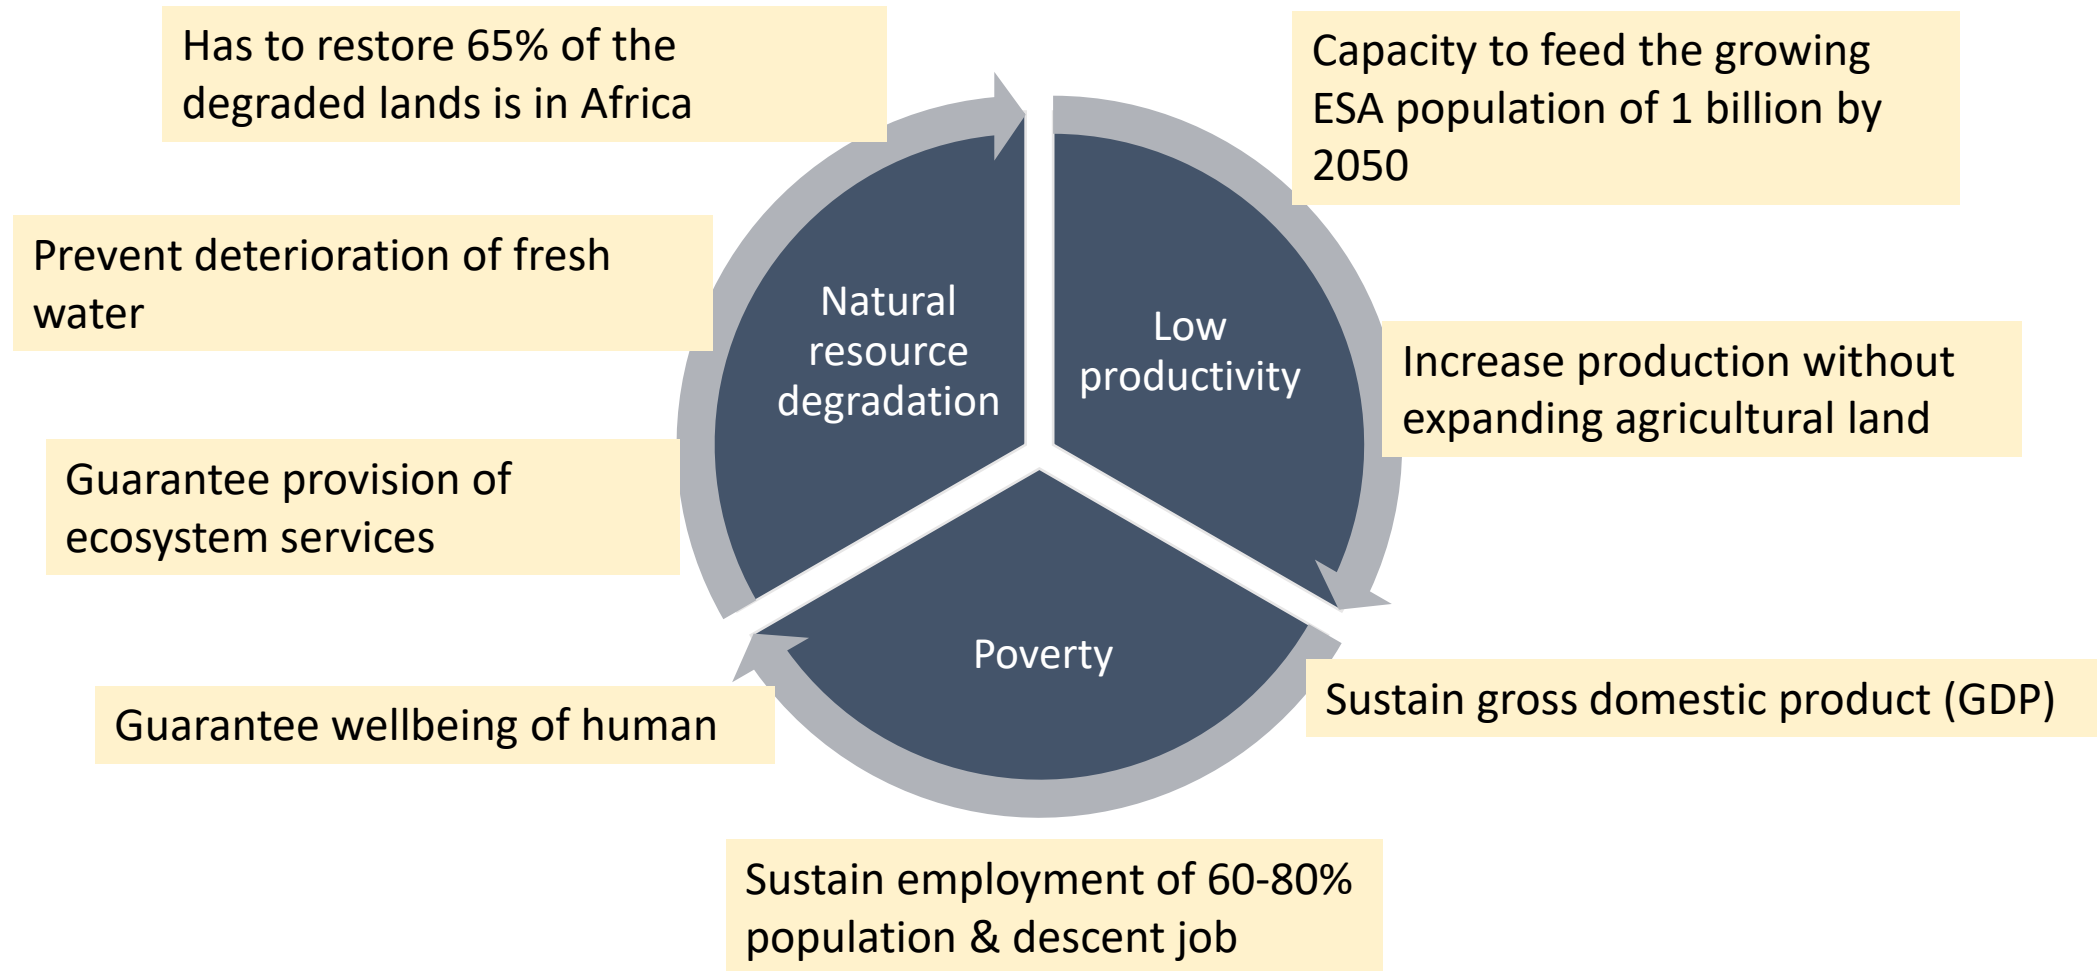 Has to restore 65% of the
degraded lands is in Africa
Capacity to feed the growing
ESA population of 1 billion by
2050
Prevent deterioration of fresh
water
Natural
resource
degradation
Low
productivity
Increase production without
expanding agricultural land
Guarantee provision of
ecosystem services
Poverty
Sustain gross domestic product (GDP)
Guarantee wellbeing of human
Sustain employment of 60-80%
population & descent job